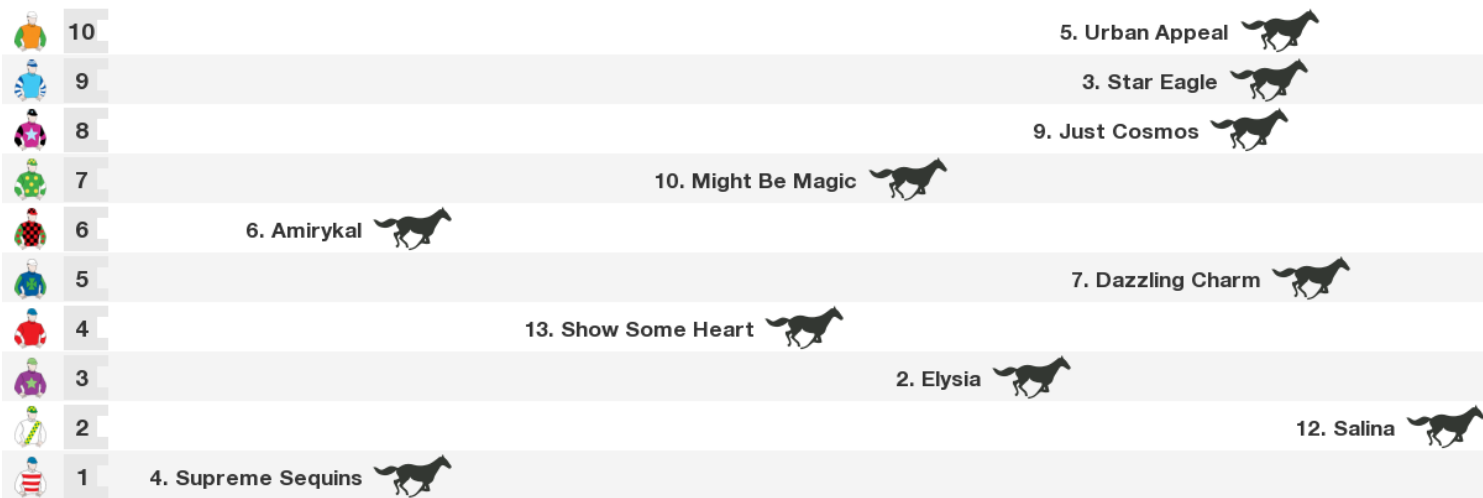 10 5. Urban Appeal
9 3. Star Eagle
8 9. Just Cosmos
7 10. Might Be Magic
6 6. Amirykal
5 7. Dazzling Charm
4 13. Show Some Heart
3 2. Elysia
2 12. Salina
1 4. Supreme Sequins